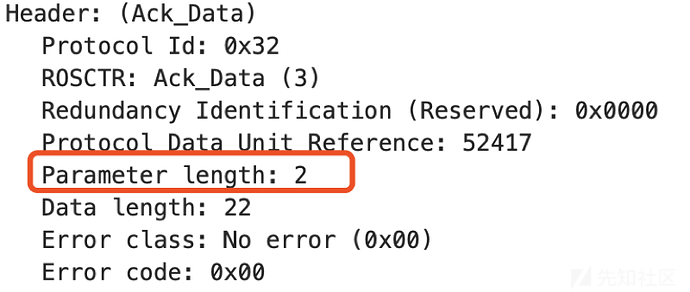 Header: (Ack_Data)
Protocol Id: 0x32
ROSCTR: Ack_Data (3)
Redundancy Identification (Reserved): 0x0000
Protocol Data Unit Reference: 52417
Parameter length: 2
Data length: 22
Error class: No error (0x00)
Error code: 0x00
先知社区